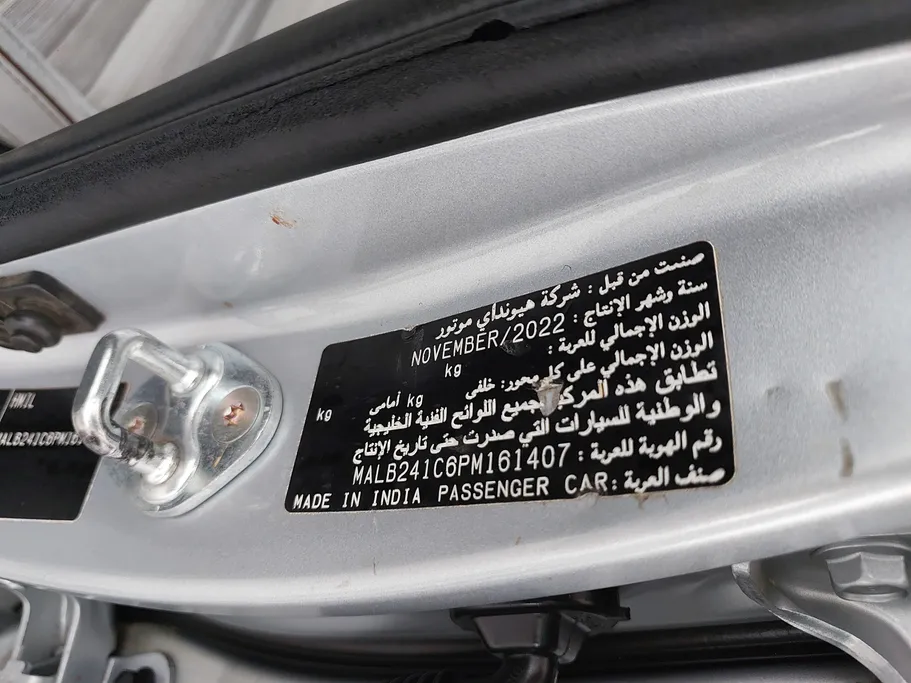 صنعت من قبل : شركة هيونداي موتور
سنة وشهر الإنتاج : NOVEMBER/2022
الوزن الإجمالي للعربة : kg
الوزن الإجمالي على كل محور: خلفي kg أمامي kg
تطابق هذه المركبة جميع اللوائح الفنية الخليجية
والوطنية للسيارات التي صدرت حتى تاريخ الإنتاج
رقم الهوية للعربة : MALB241C6PM161407
صنف العربة : PASSENGER CAR MADE IN INDIA
HMIL
MALB241C6PM16